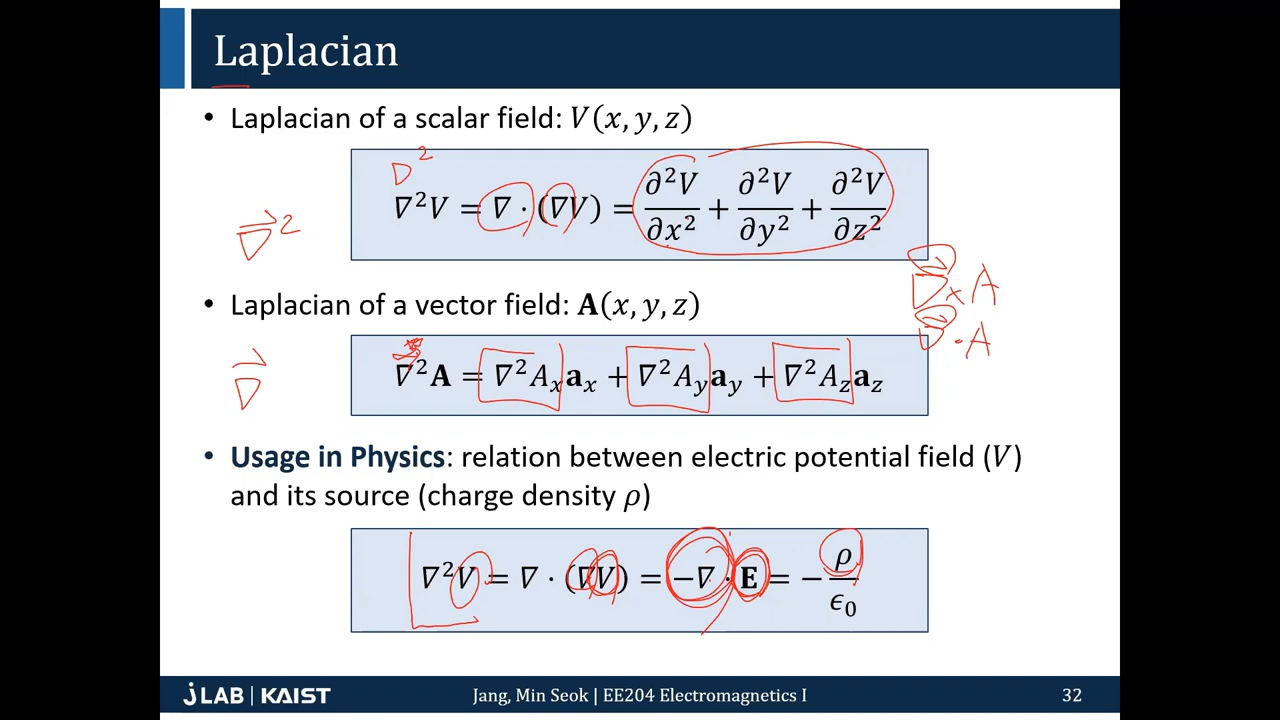 Laplacian
• Laplacian of a scalar field: V(x, y, z)
D²
∇²V = ∇ · (∇V) = ∂²V/∂x² + ∂²V/∂y² + ∂²V/∂z²
∇⃗²
∇⃗ × A
• Laplacian of a vector field: A(x, y, z)
∇⃗ · A
∇²A = ∇²Aₓaₓ + ∇²A_y a_y + ∇²A_z a_z
∇⃗
• Usage in Physics: relation between electric potential field (V)
and its source (charge density ρ)
∇²V = ∇ · (∇V) = −∇ · E = − ρ/ϵ₀
jLAB | KAIST
Jang, Min Seok | EE204 Electromagnetics I
32